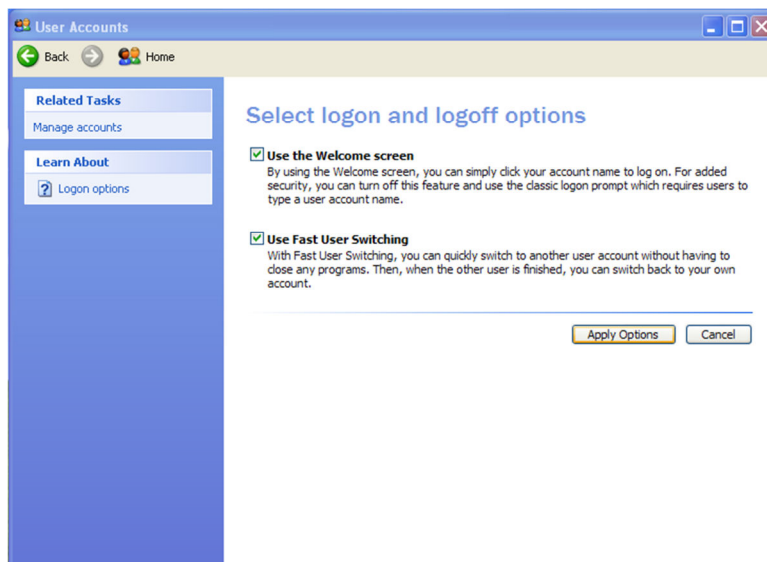 User Accounts
Back Home
Related Tasks
Manage accounts
Learn About
Logon options
Select logon and logoff options
Use the Welcome screen
By using the Welcome screen, you can simply click your account name to log on. For added
security, you can turn off this feature and use the classic logon prompt which requires users to
type a user account name.
Use Fast User Switching
With Fast User Switching, you can quickly switch to another user account without having to
close any programs. Then, when the other user is finished, you can switch back to your own
account.
Apply Options Cancel